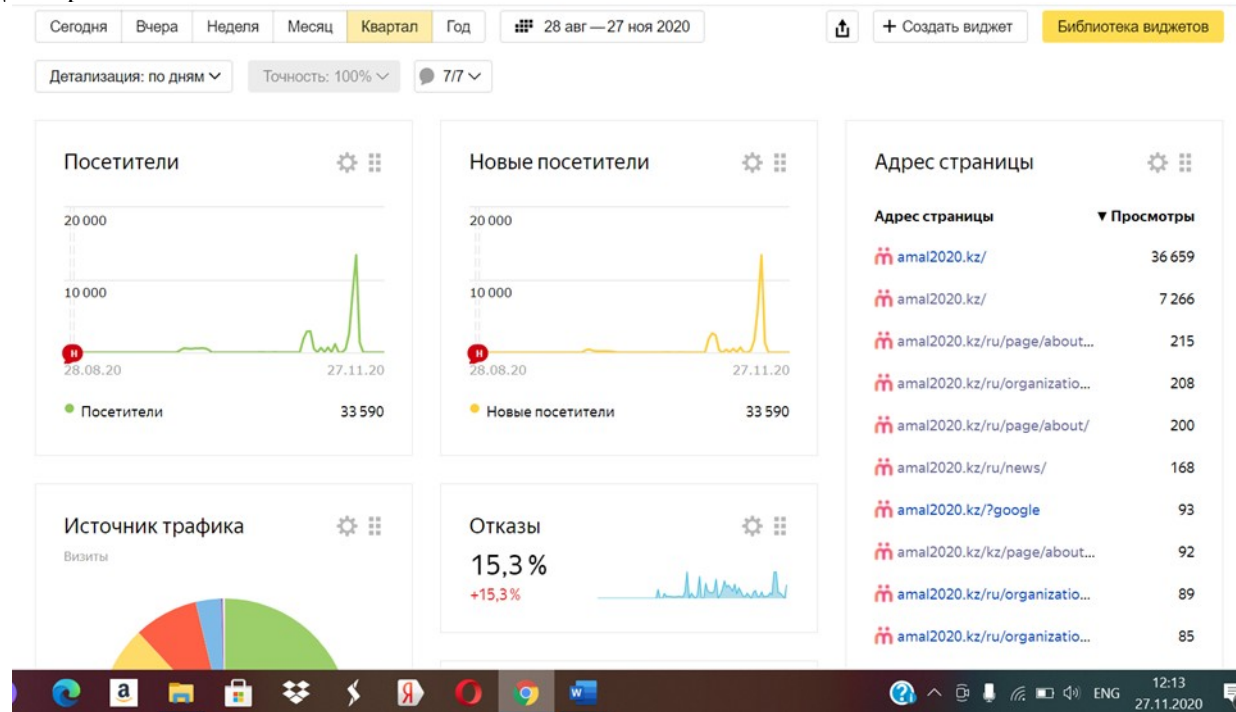 Сегодня Вчера Неделя Месяц Квартал Год 28 авг — 27 ноя 2020 + Создать виджет Библиотека виджетов
Детализация: по дням Точность: 100% 7/7
Посетители
20 000
10 000
Н
28.08.20 27.11.20
Посетители 33 590
Новые посетители
20 000
10 000
Н
28.08.20 27.11.20
Новые посетители 33 590
Адрес страницы
Адрес страницы ▼ Просмотры
amal2020.kz/ 36 659
amal2020.kz/ 7 266
amal2020.kz/ru/page/about... 215
amal2020.kz/ru/organizatio... 208
amal2020.kz/ru/page/about/ 200
amal2020.kz/ru/news/ 168
amal2020.kz/?google 93
amal2020.kz/kz/page/about... 92
amal2020.kz/ru/organizatio... 89
amal2020.kz/ru/organizatio... 85
Источник трафика
Визиты
Отказы
15,3 %
+15,3 %
ENG 12:13
27.11.2020